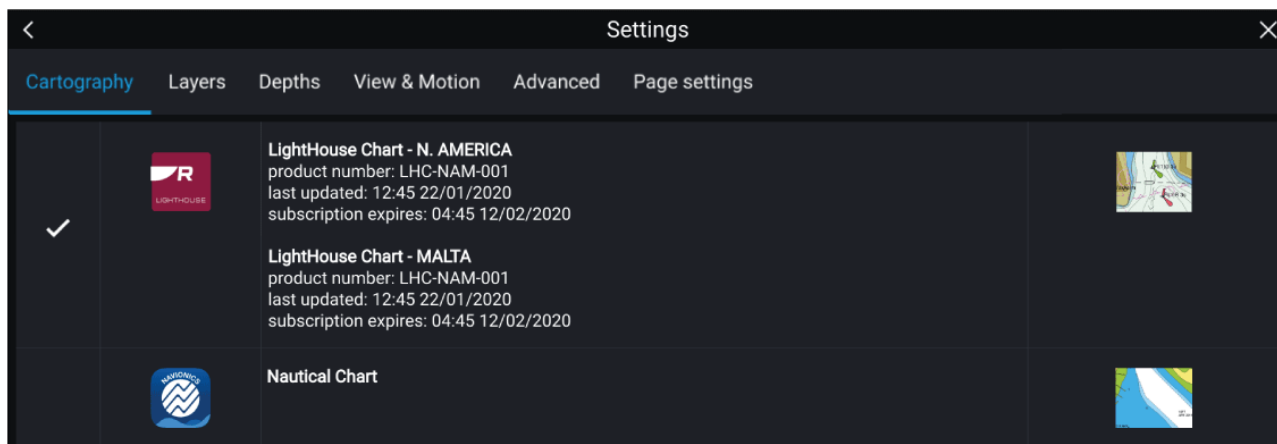 Settings
Cartography Layers Depths View & Motion Advanced Page settings
LightHouse Chart - N. AMERICA
product number: LHC-NAM-001
last updated: 12:45 22/01/2020
subscription expires: 04:45 12/02/2020
R
LIGHTHOUSE
LightHouse Chart - MALTA
product number: LHC-NAM-001
last updated: 12:45 22/01/2020
subscription expires: 04:45 12/02/2020
NAVIONICS
Nautical Chart